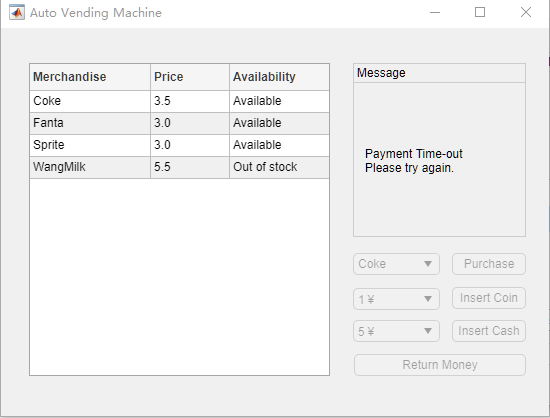 Auto Vending Machine
Merchandise Price Availability
Coke 3.5 Available
Fanta 3.0 Available
Sprite 3.0 Available
WangMilk 5.5 Out of stock
Message
Payment Time-out
Please try again.
Coke Purchase
1 ¥ Insert Coin
5 ¥ Insert Cash
Return Money